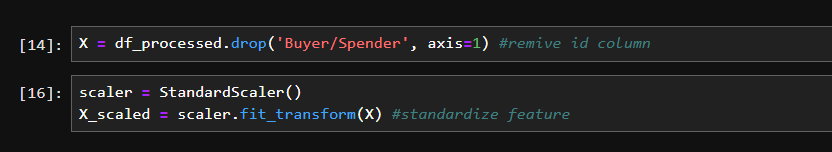 [14]: X = df_processed.drop('Buyer/Spender', axis=1) #remive id column
[16]: scaler = StandardScaler()
X_scaled = scaler.fit_transform(X) #standardize feature